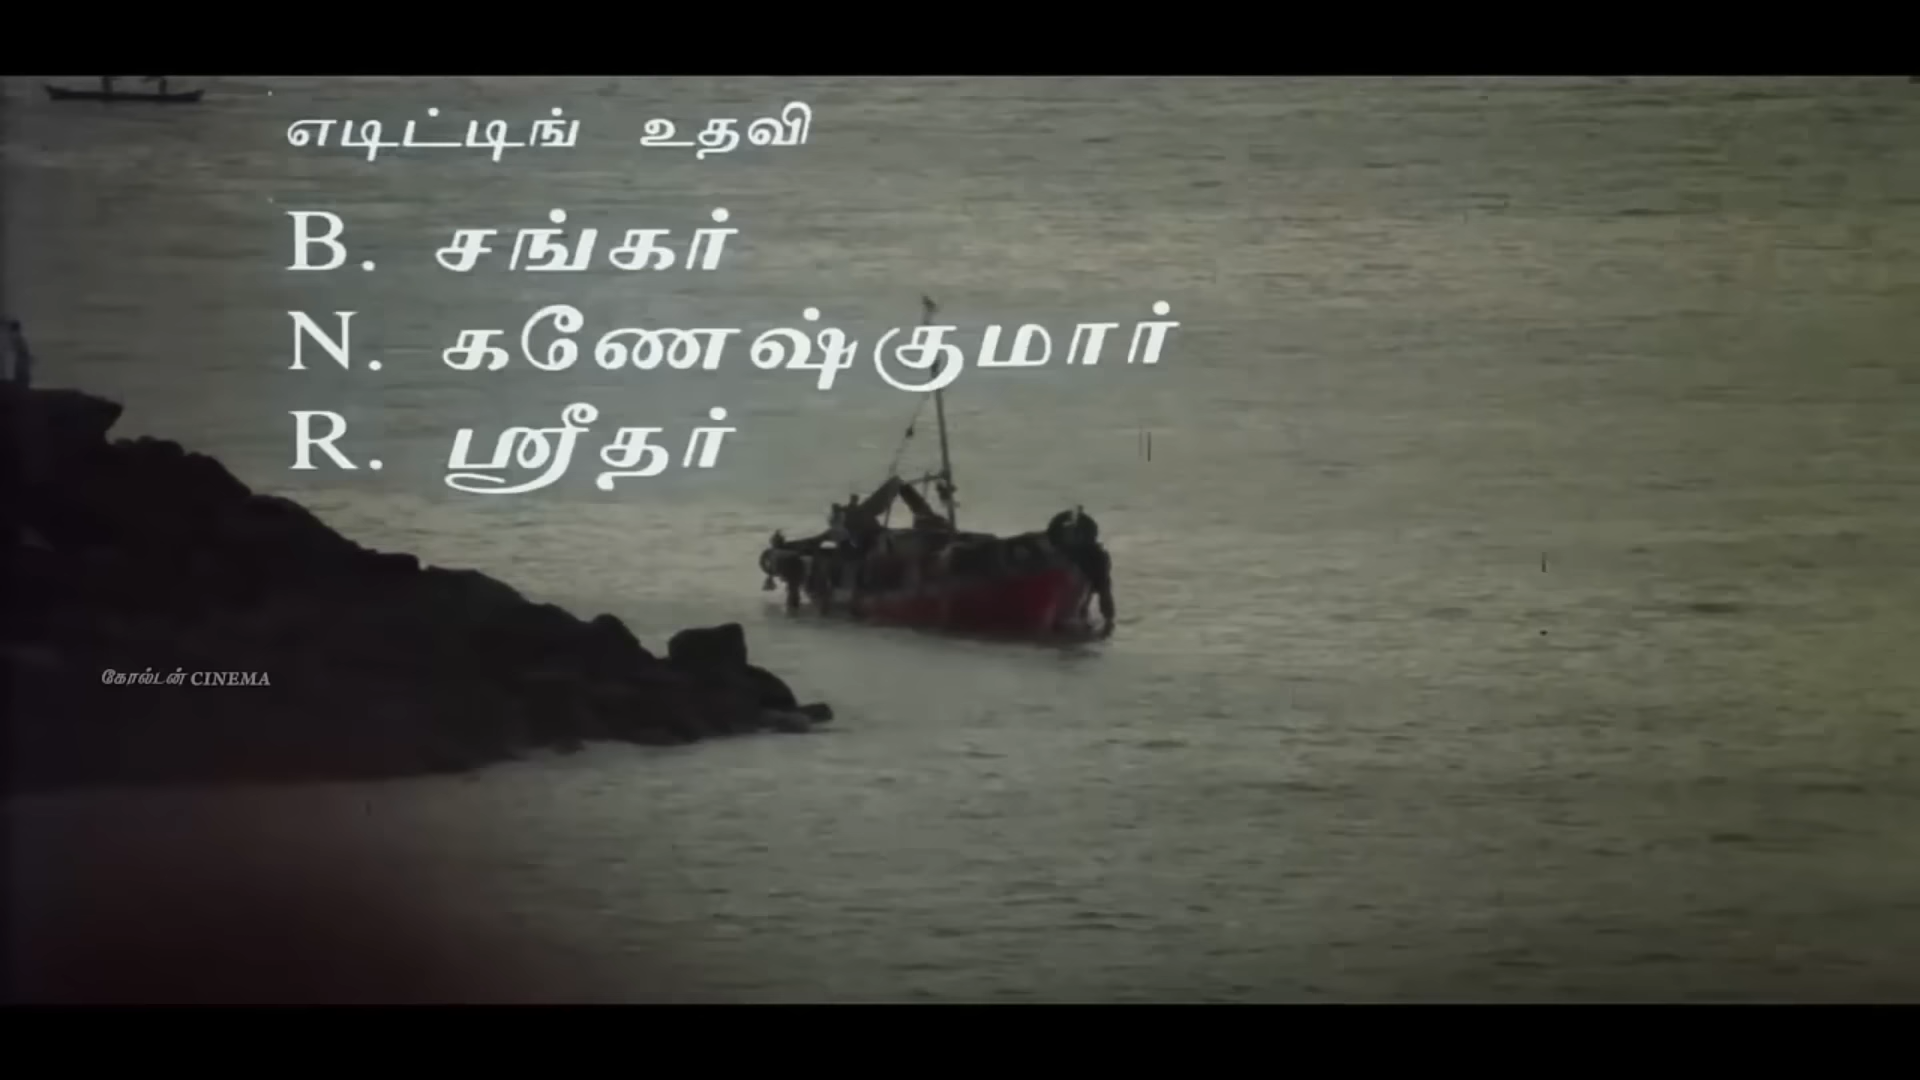 எடிட்டிங் உதவி
B. சங்கர்
N. கணேஷ்குமார்
R. ஸ்ரீதர்
கோல்டன் CINEMA